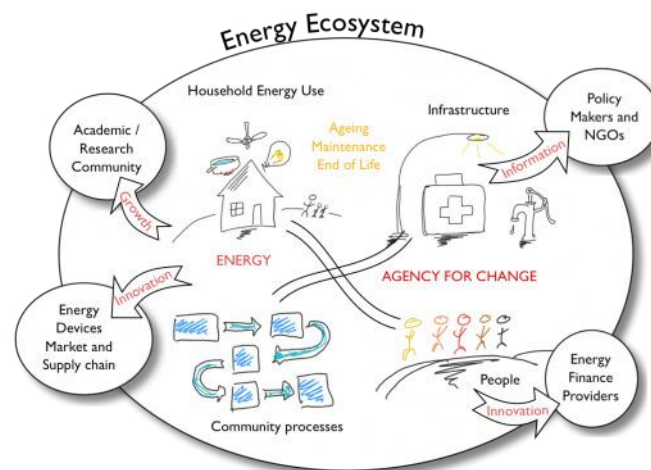 Energy Ecosystem
Household Energy Use
Infrastructure
Policy
Makers and
NGOs
Academic /
Research
Community
Ageing
Maintenance
End of Life
Information
Growth
ENERGY
AGENCY FOR CHANGE
Innovation
Energy
Devices
Market and
Supply chain
Energy
Finance
Providers
People
Innovation
Community processes